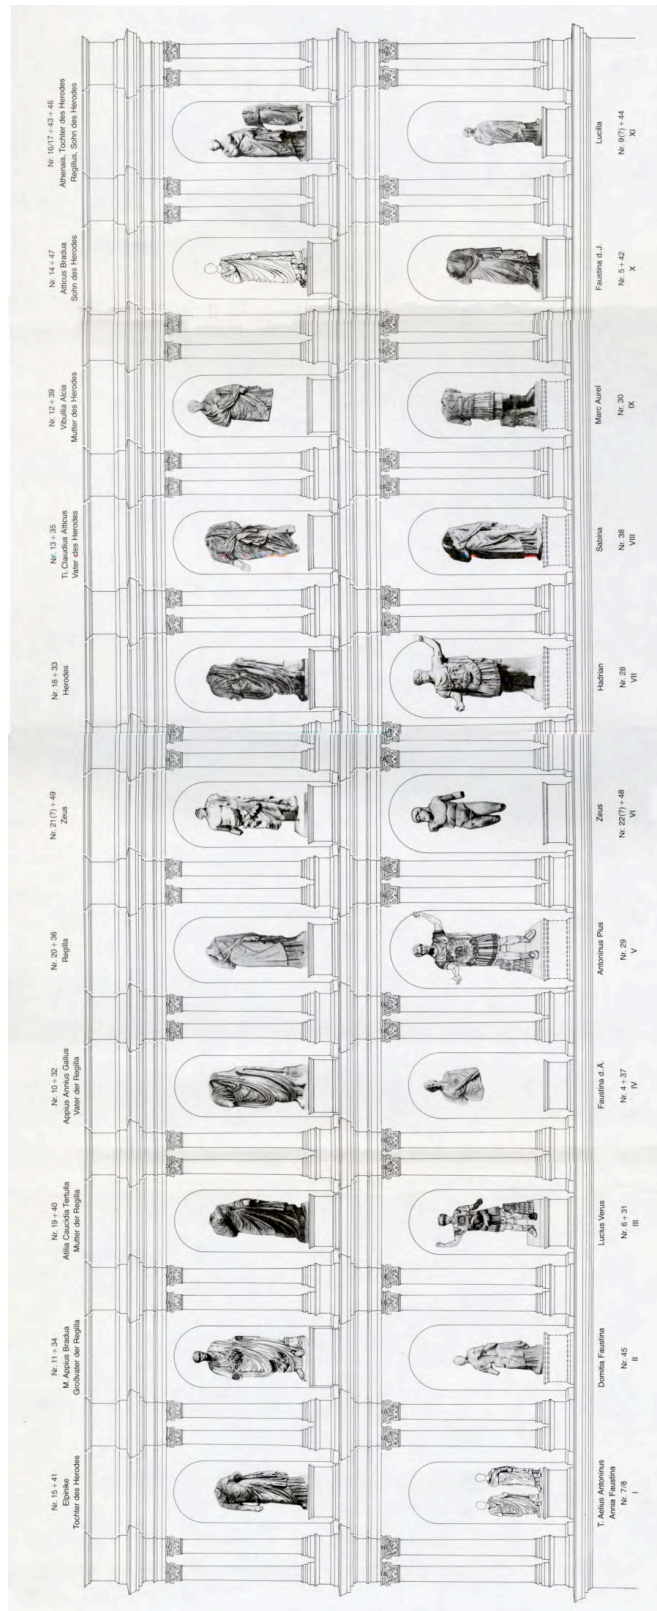 Nr. 15 + 41
Elpinike
Tochter des Herodes
Nr. 11 + 34
M. Appius Bradua
Großvater der Regilla
Nr. 19 + 40
Atilia Caucidia Tertulla
Mutter der Regilla
Nr. 10 + 32
Appius Annius Gallus
Vater der Regilla
Nr. 20 + 36
Regilla
Nr. 21(?) + 49
Zeus
Nr. 18 + 33
Herodes
Nr. 13 + 35
Ti. Claudius Atticus
Vater des Herodes
Nr. 12 + 39
Vibullia Alcia
Mutter des Herodes
Nr. 14 + 47
Atticus Bradua
Sohn des Herodes
Nr. 16/17 + 43 + 46
Athenais, Tochter des Herodes
Regillus, Sohn des Herodes
T. Aelius Antoninus
Annia Faustina
Nr. 7/8
I
Domitia Faustina
Nr. 45
II
Lucius Verus
Nr. 6 + 31
III
Faustina d. Ä.
Nr. 4 + 37
IV
Antoninus Pius
Nr. 29
V
Zeus
Nr. 22(?) + 48
VI
Hadrian
Nr. 28
VII
Sabina
Nr. 38
VIII
Marc Aurel
Nr. 30
IX
Faustina d. J.
Nr. 5 + 42
X
Lucilla
Nr. 9(?) + 44
XI